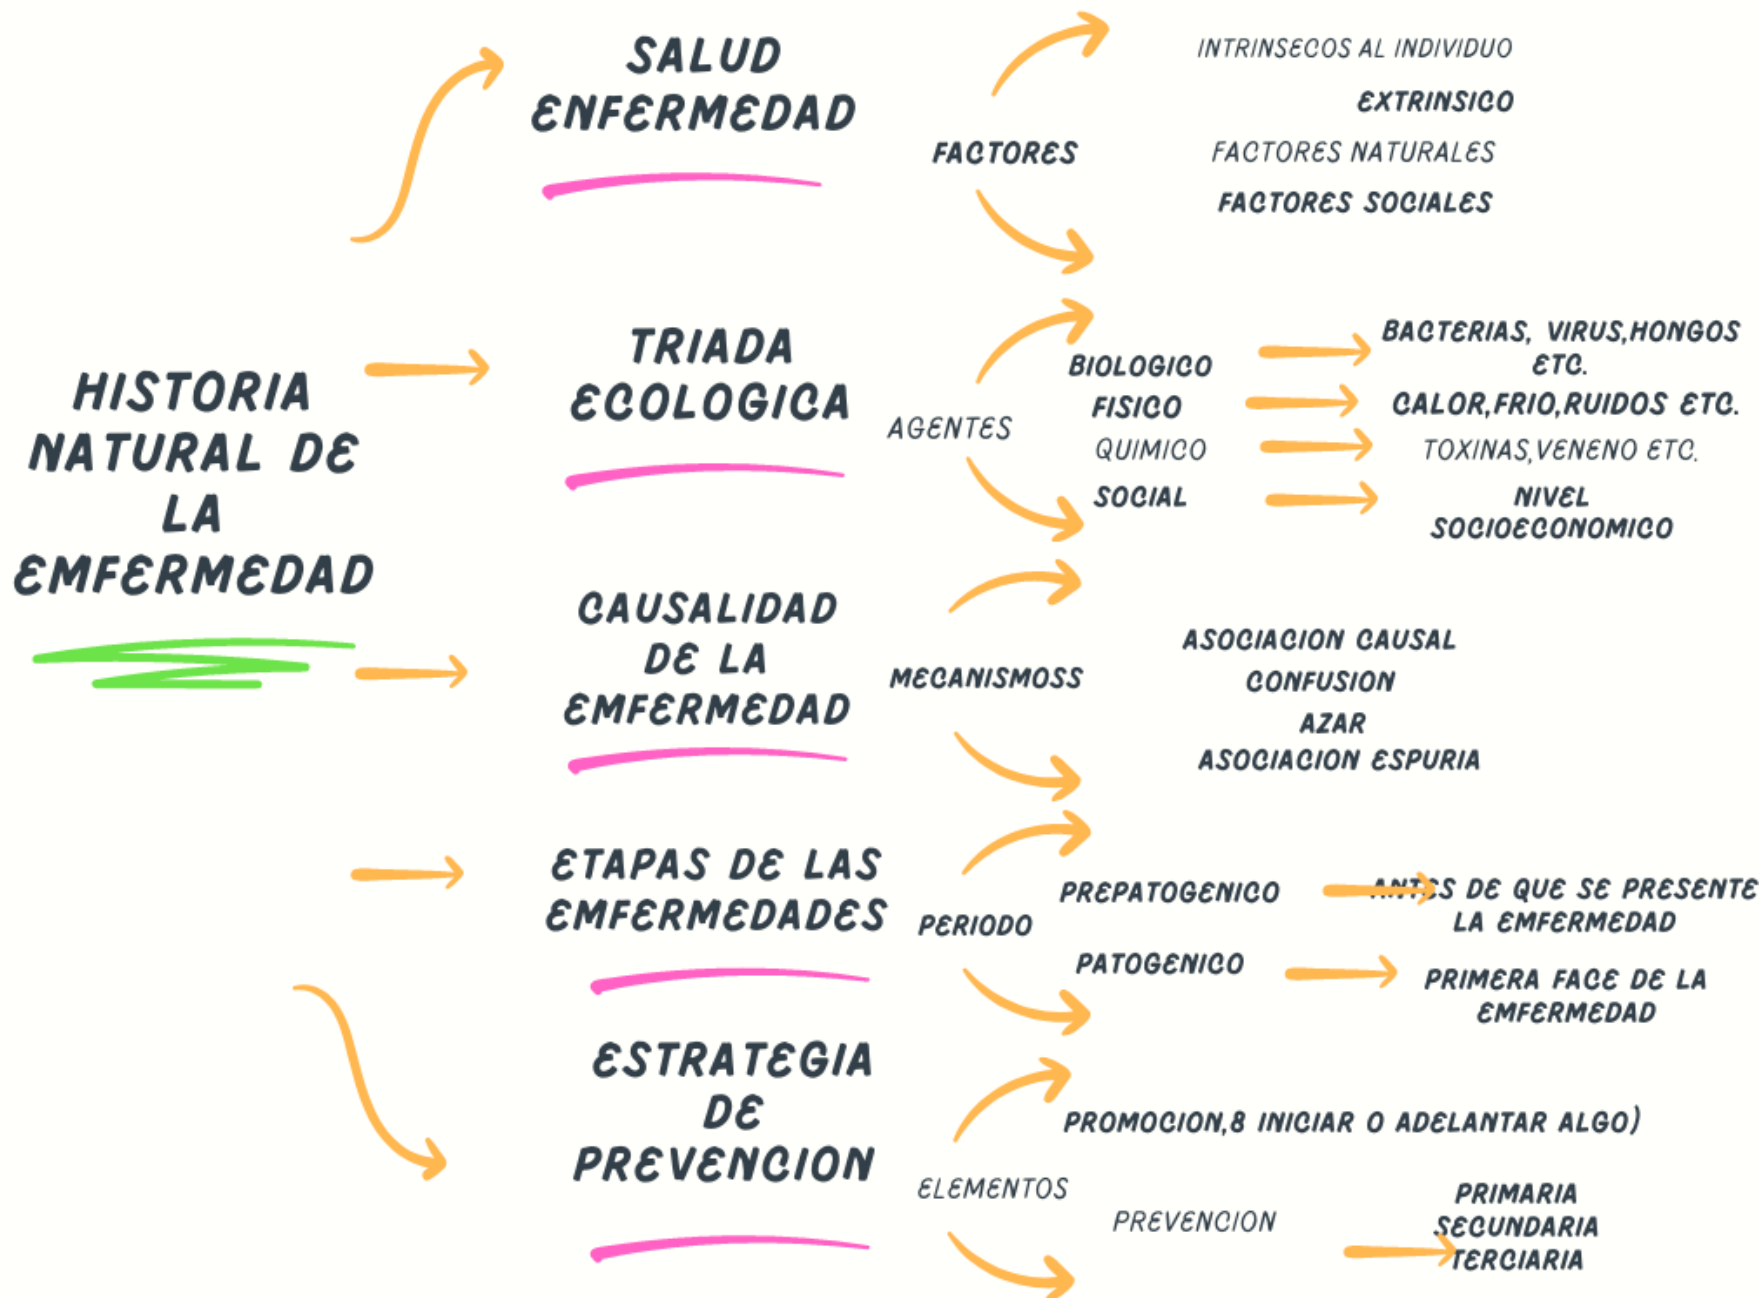 HISTORIA
NATURAL DE
LA
EMFERMEDAD
SALUD
ENFERMEDAD
FACTORES
INTRINSECOS AL INDIVIDUO
EXTRINSICO
FACTORES NATURALES
FACTORES SOCIALES
TRIADA
ECOLOGICA
AGENTES
BIOLOGICO
BACTERIAS, VIRUS,HONGOS
ETC.
FISICO
CALOR,FRIO,RUIDOS ETC.
QUIMICO
TOXINAS,VENENO ETC.
SOCIAL
NIVEL
SOCIOECONOMICO
CAUSALIDAD
DE LA
EMFERMEDAD
MECANISMOSS
ASOCIACION CAUSAL
CONFUSION
AZAR
ASOCIACION ESPURIA
ETAPAS DE LAS
EMFERMEDADES
PERIODO
PREPATOGENICO
ANTES DE QUE SE PRESENTE
LA EMFERMEDAD
PATOGENICO
PRIMERA FACE DE LA
EMFERMEDAD
ESTRATEGIA
DE
PREVENCION
ELEMENTOS
PROMOCION,8 INICIAR O ADELANTAR ALGO)
PREVENCION
PRIMARIA
SECUNDARIA
TERCIARIA